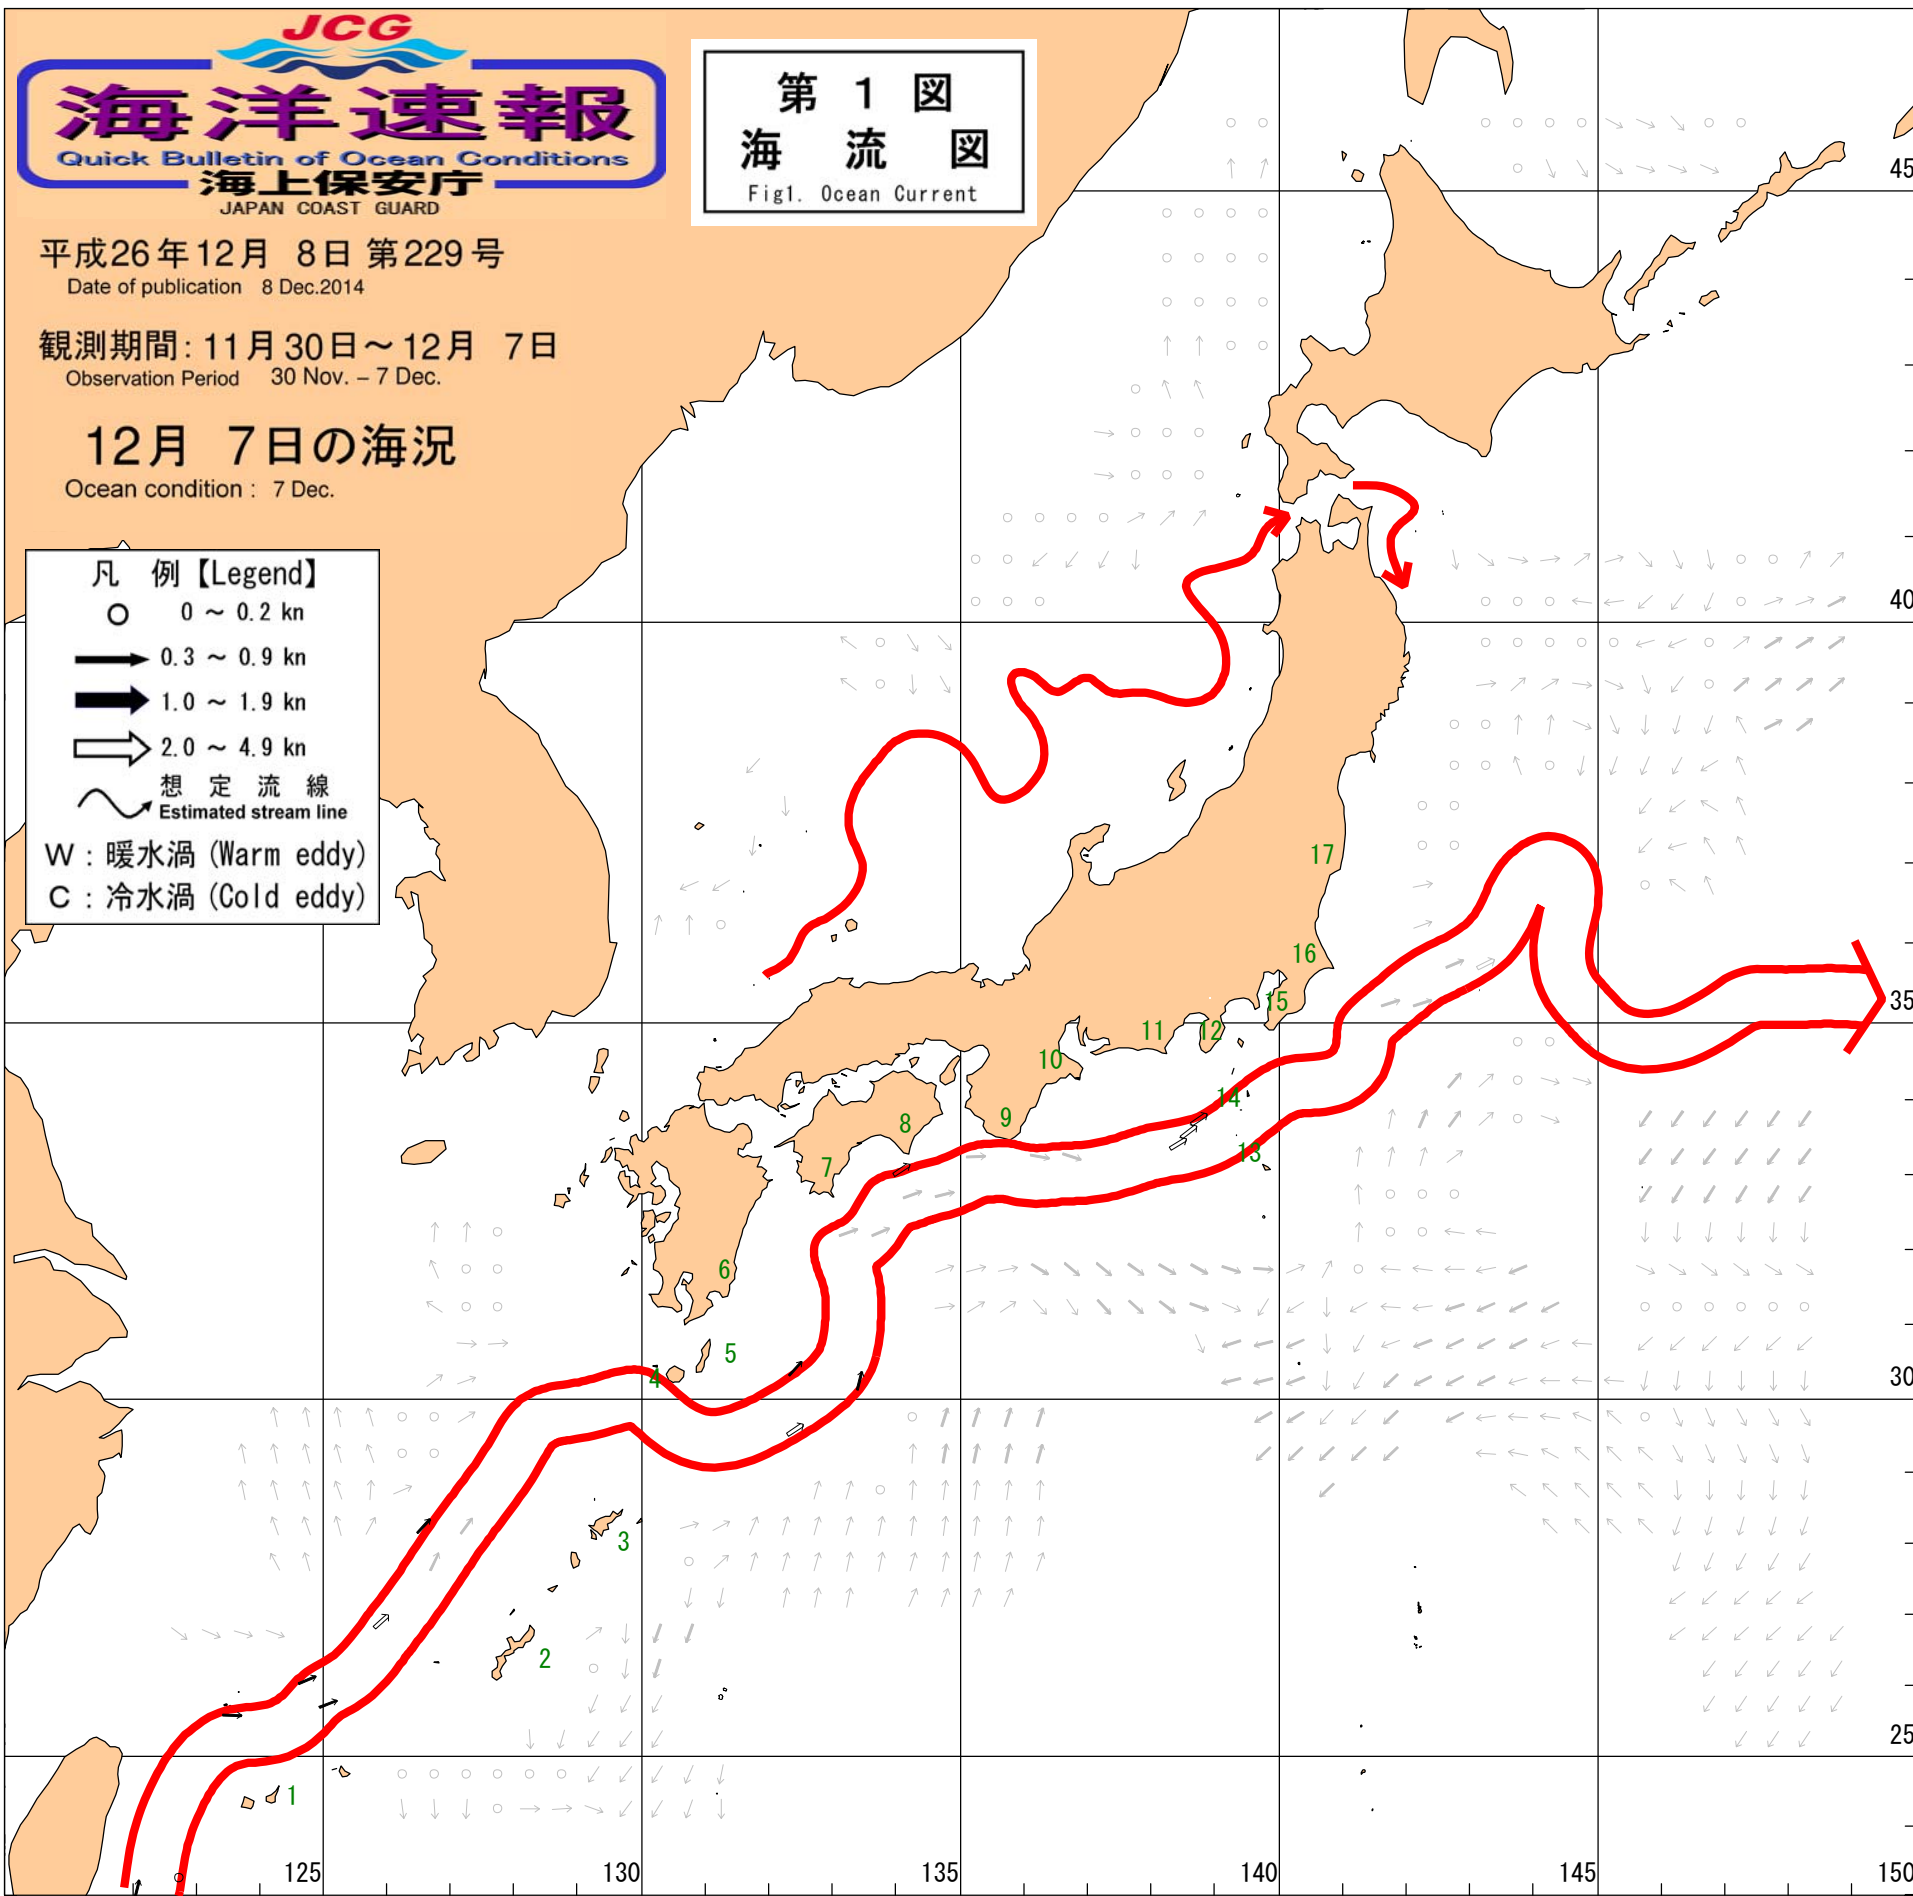 JCG
海洋速報
Quick Bulletin of Ocean Conditions
海上保安庁
JAPAN COAST GUARD
第 1 図
海 流 図
Fig1. Ocean Current
平成26年12月 8日 第229号
Date of publication 8 Dec.2014
観測期間: 11月30日～12月 7日
Observation Period 30 Nov. – 7 Dec.
12月 7日の海況
Ocean condition : 7 Dec.
凡 例【Legend】
0 ～ 0.2 kn
0.3 ～ 0.9 kn
1.0 ～ 1.9 kn
2.0 ～ 4.9 kn
想 定 流 線
Estimated stream line
W : 暖水渦 (Warm eddy)
C : 冷水渦 (Cold eddy)
45
40
17
16
15
35
11
12
10
14
9
8
13
7
6
5
4
30
3
2
25
1
125
130
135
140
145
150